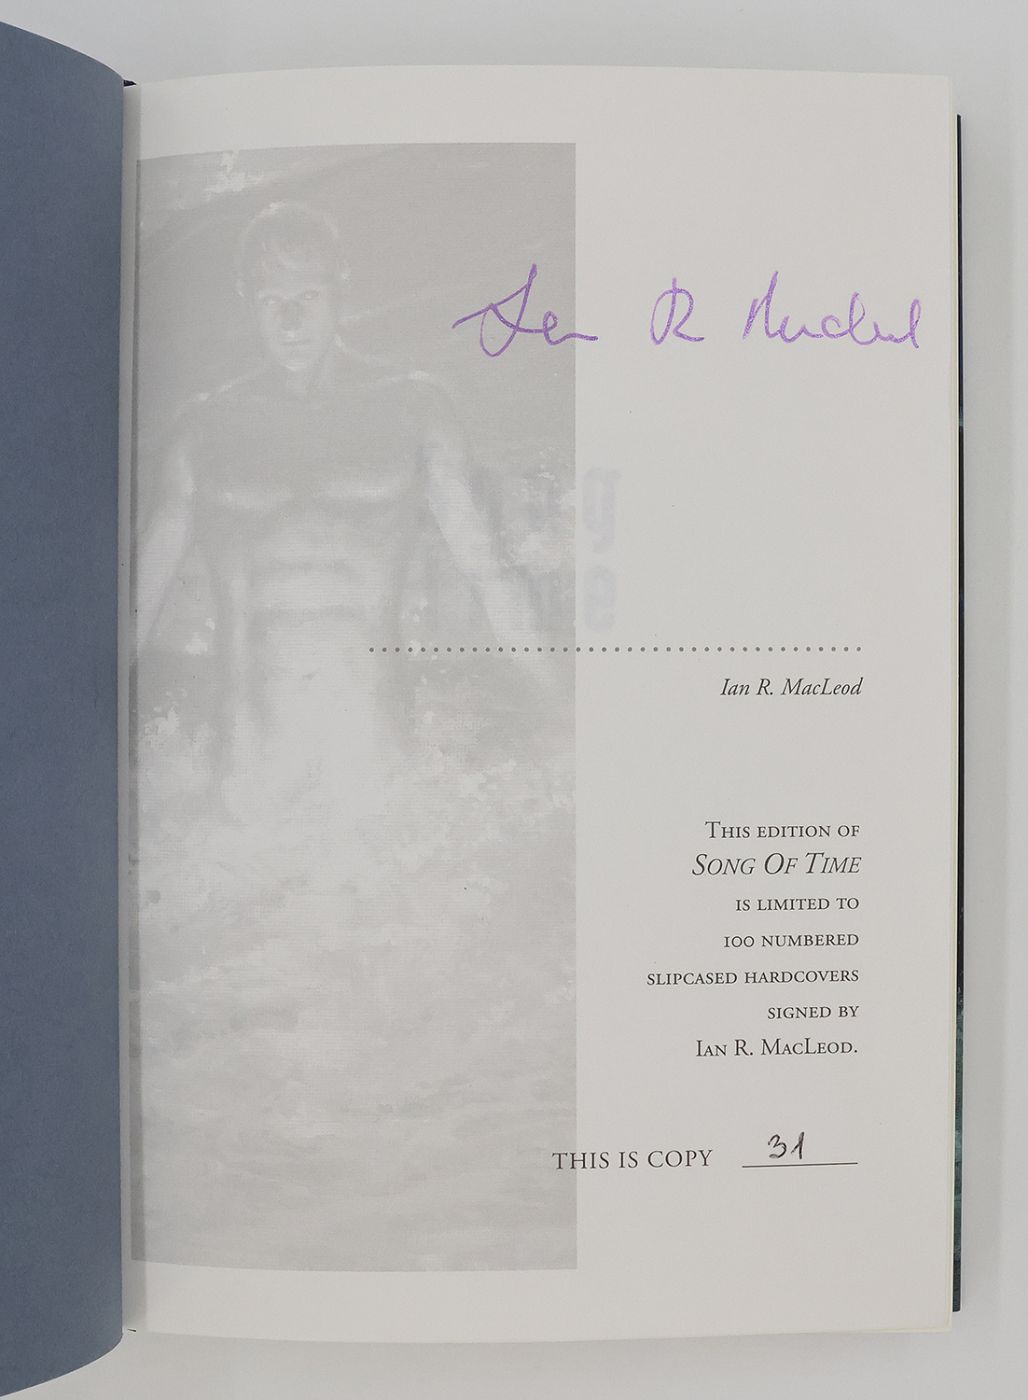 Ian R MacLeod
Ian R. MacLeod
THIS EDITION OF
SONG OF TIME
IS LIMITED TO
100 NUMBERED
SLIPCASED HARDCOVERS
SIGNED BY
IAN R. MACLEOD.
THIS IS COPY 31